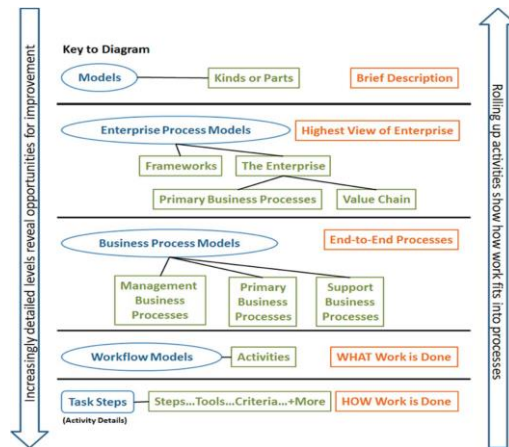 Key to Diagram
Models
Kinds or Parts
Brief Description
Enterprise Process Models
Highest View of Enterprise
Frameworks
The Enterprise
Primary Business Processes
Value Chain
Business Process Models
End-to-End Processes
Management
Business
Processes
Primary
Business
Processes
Support
Business
Processes
Workflow Models
Activities
WHAT Work is Done
Task Steps
Steps...Tools...Criteria...+More
HOW Work is Done
(Activity Details)
Increasingly detailed levels reveal opportunities for improvement
Rolling up activities show how work fits into processes